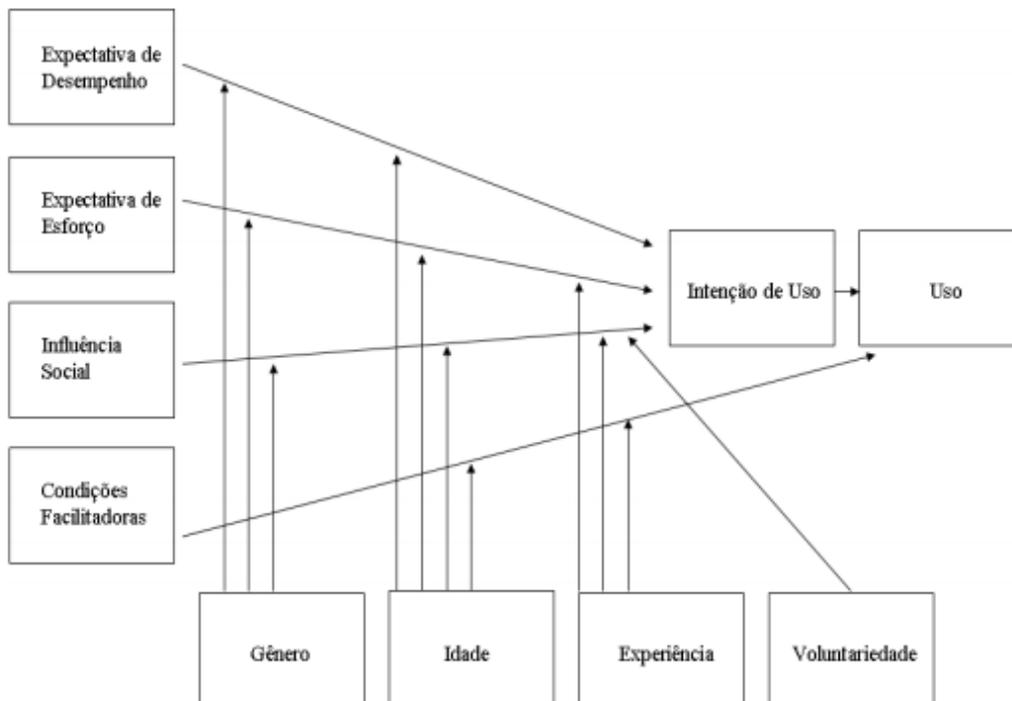 Expectativa de
Desempenho
Expectativa de
Esforço
Influência
Social
Condições
Facilitadoras
Intenção de Uso
Uso
Gênero
Idade
Experiência
Voluntariedade